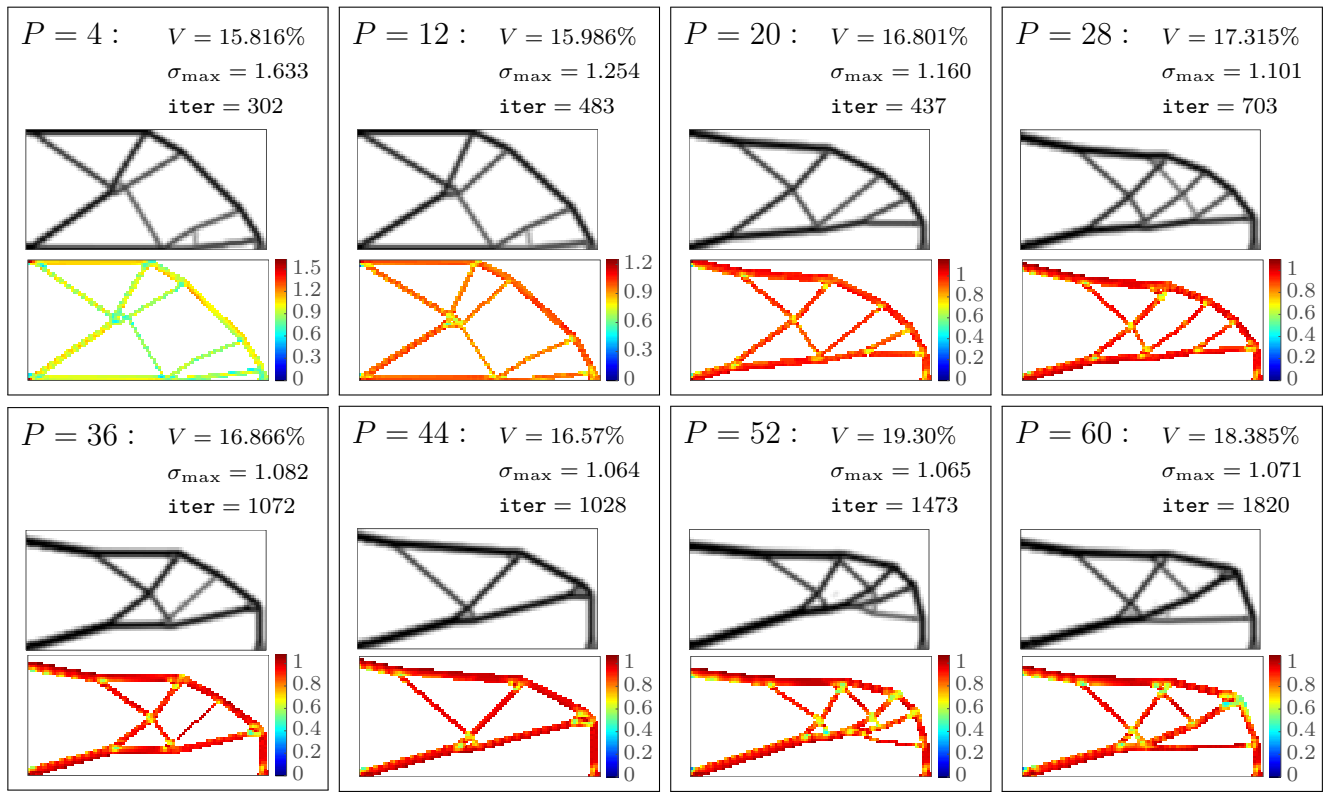 P = 4 : V = 15.816%
σmax = 1.633
iter = 302
1.5
1.2
0.9
0.6
0.3
0
P = 12 : V = 15.986%
σmax = 1.254
iter = 483
1.2
0.9
0.6
0.3
0
P = 20 : V = 16.801%
σmax = 1.160
iter = 437
1
0.8
0.6
0.4
0.2
0
P = 28 : V = 17.315%
σmax = 1.101
iter = 703
1
0.8
0.6
0.4
0.2
0
P = 36 : V = 16.866%
σmax = 1.082
iter = 1072
1
0.8
0.6
0.4
0.2
0
P = 44 : V = 16.57%
σmax = 1.064
iter = 1028
1
0.8
0.6
0.4
0.2
0
P = 52 : V = 19.30%
σmax = 1.065
iter = 1473
1
0.8
0.6
0.4
0.2
0
P = 60 : V = 18.385%
σmax = 1.071
iter = 1820
1
0.8
0.6
0.4
0.2
0